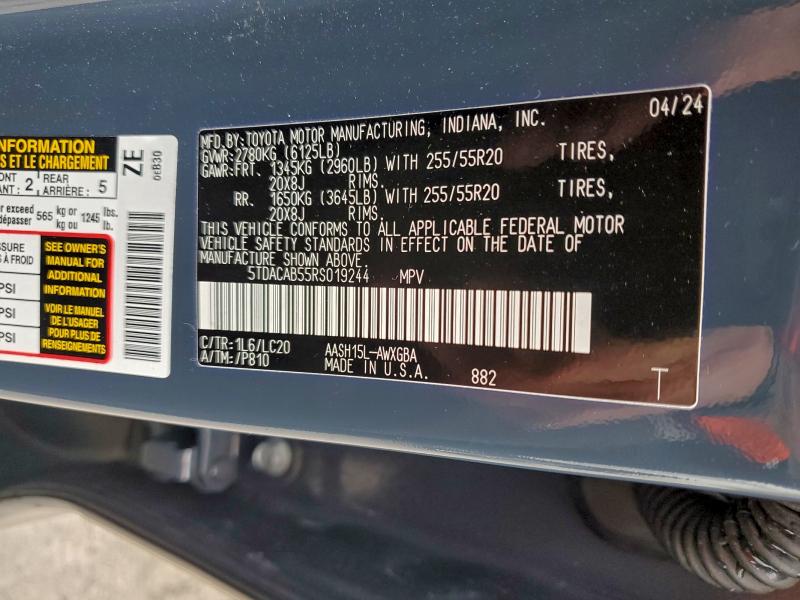 INFORMATION
S ET LE CHARGEMENT
ONT 2 REAR 5
ANT: 2 ARRIÈRE: 5
er exceed 565 kg or 1245 lbs.
dépasser kg ou lb.
SSURE
S À FROID
PSI
PSI
PSI
SEE OWNER'S
MANUAL FOR
ADDITIONAL
INFORMATION
VOIR LE MANUEL
DE L'USAGER
POUR PLUS DE
RENSEIGNEMENTS
ZE
0EB30
04/24
MFD.BY:TOYOTA MOTOR MANUFACTURING, INDIANA, INC.
GVWR:2780KG (6125LB)
GAWR:FRT. 1345KG (2960LB) WITH 255/55R20 TIRES,
20X8J RIMS.
RR. 1650KG (3645LB) WITH 255/55R20 TIRES,
20X8J RIMS.
THIS VEHICLE CONFORMS TO ALL APPLICABLE FEDERAL MOTOR
VEHICLE SAFETY STANDARDS IN EFFECT ON THE DATE OF
MANUFACTURE SHOWN ABOVE.
5TDACAB55RS019244 MPV
C/TR:1L6/LC20 AASH15L-AWXGBA
A/TM:/P810 MADE IN U.S.A. 882
T